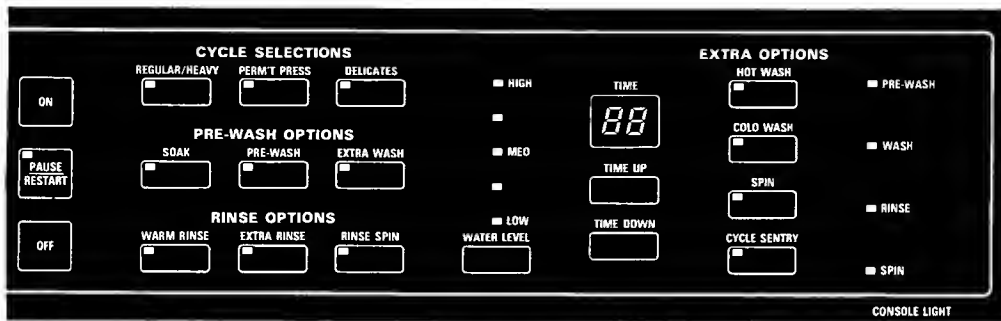 CYCLE SELECTIONS
REGULAR/HEAVY PERM'T PRESS DELICATES
PRE-WASH OPTIONS
SOAK PRE-WASH EXTRA WASH
RINSE OPTIONS
WARM RINSE EXTRA RINSE RINSE SPIN
ON
PAUSE
RESTART
OFF
HIGH
MEO
LOW
WATER LEVEL
TIME
88
TIME UP
TIME DOWN
EXTRA OPTIONS
HOT WASH
COLO WASH
SPIN
CYCLE SENTRY
PRE-WASH
WASH
RINSE
SPIN
CONSOLE LIGHT